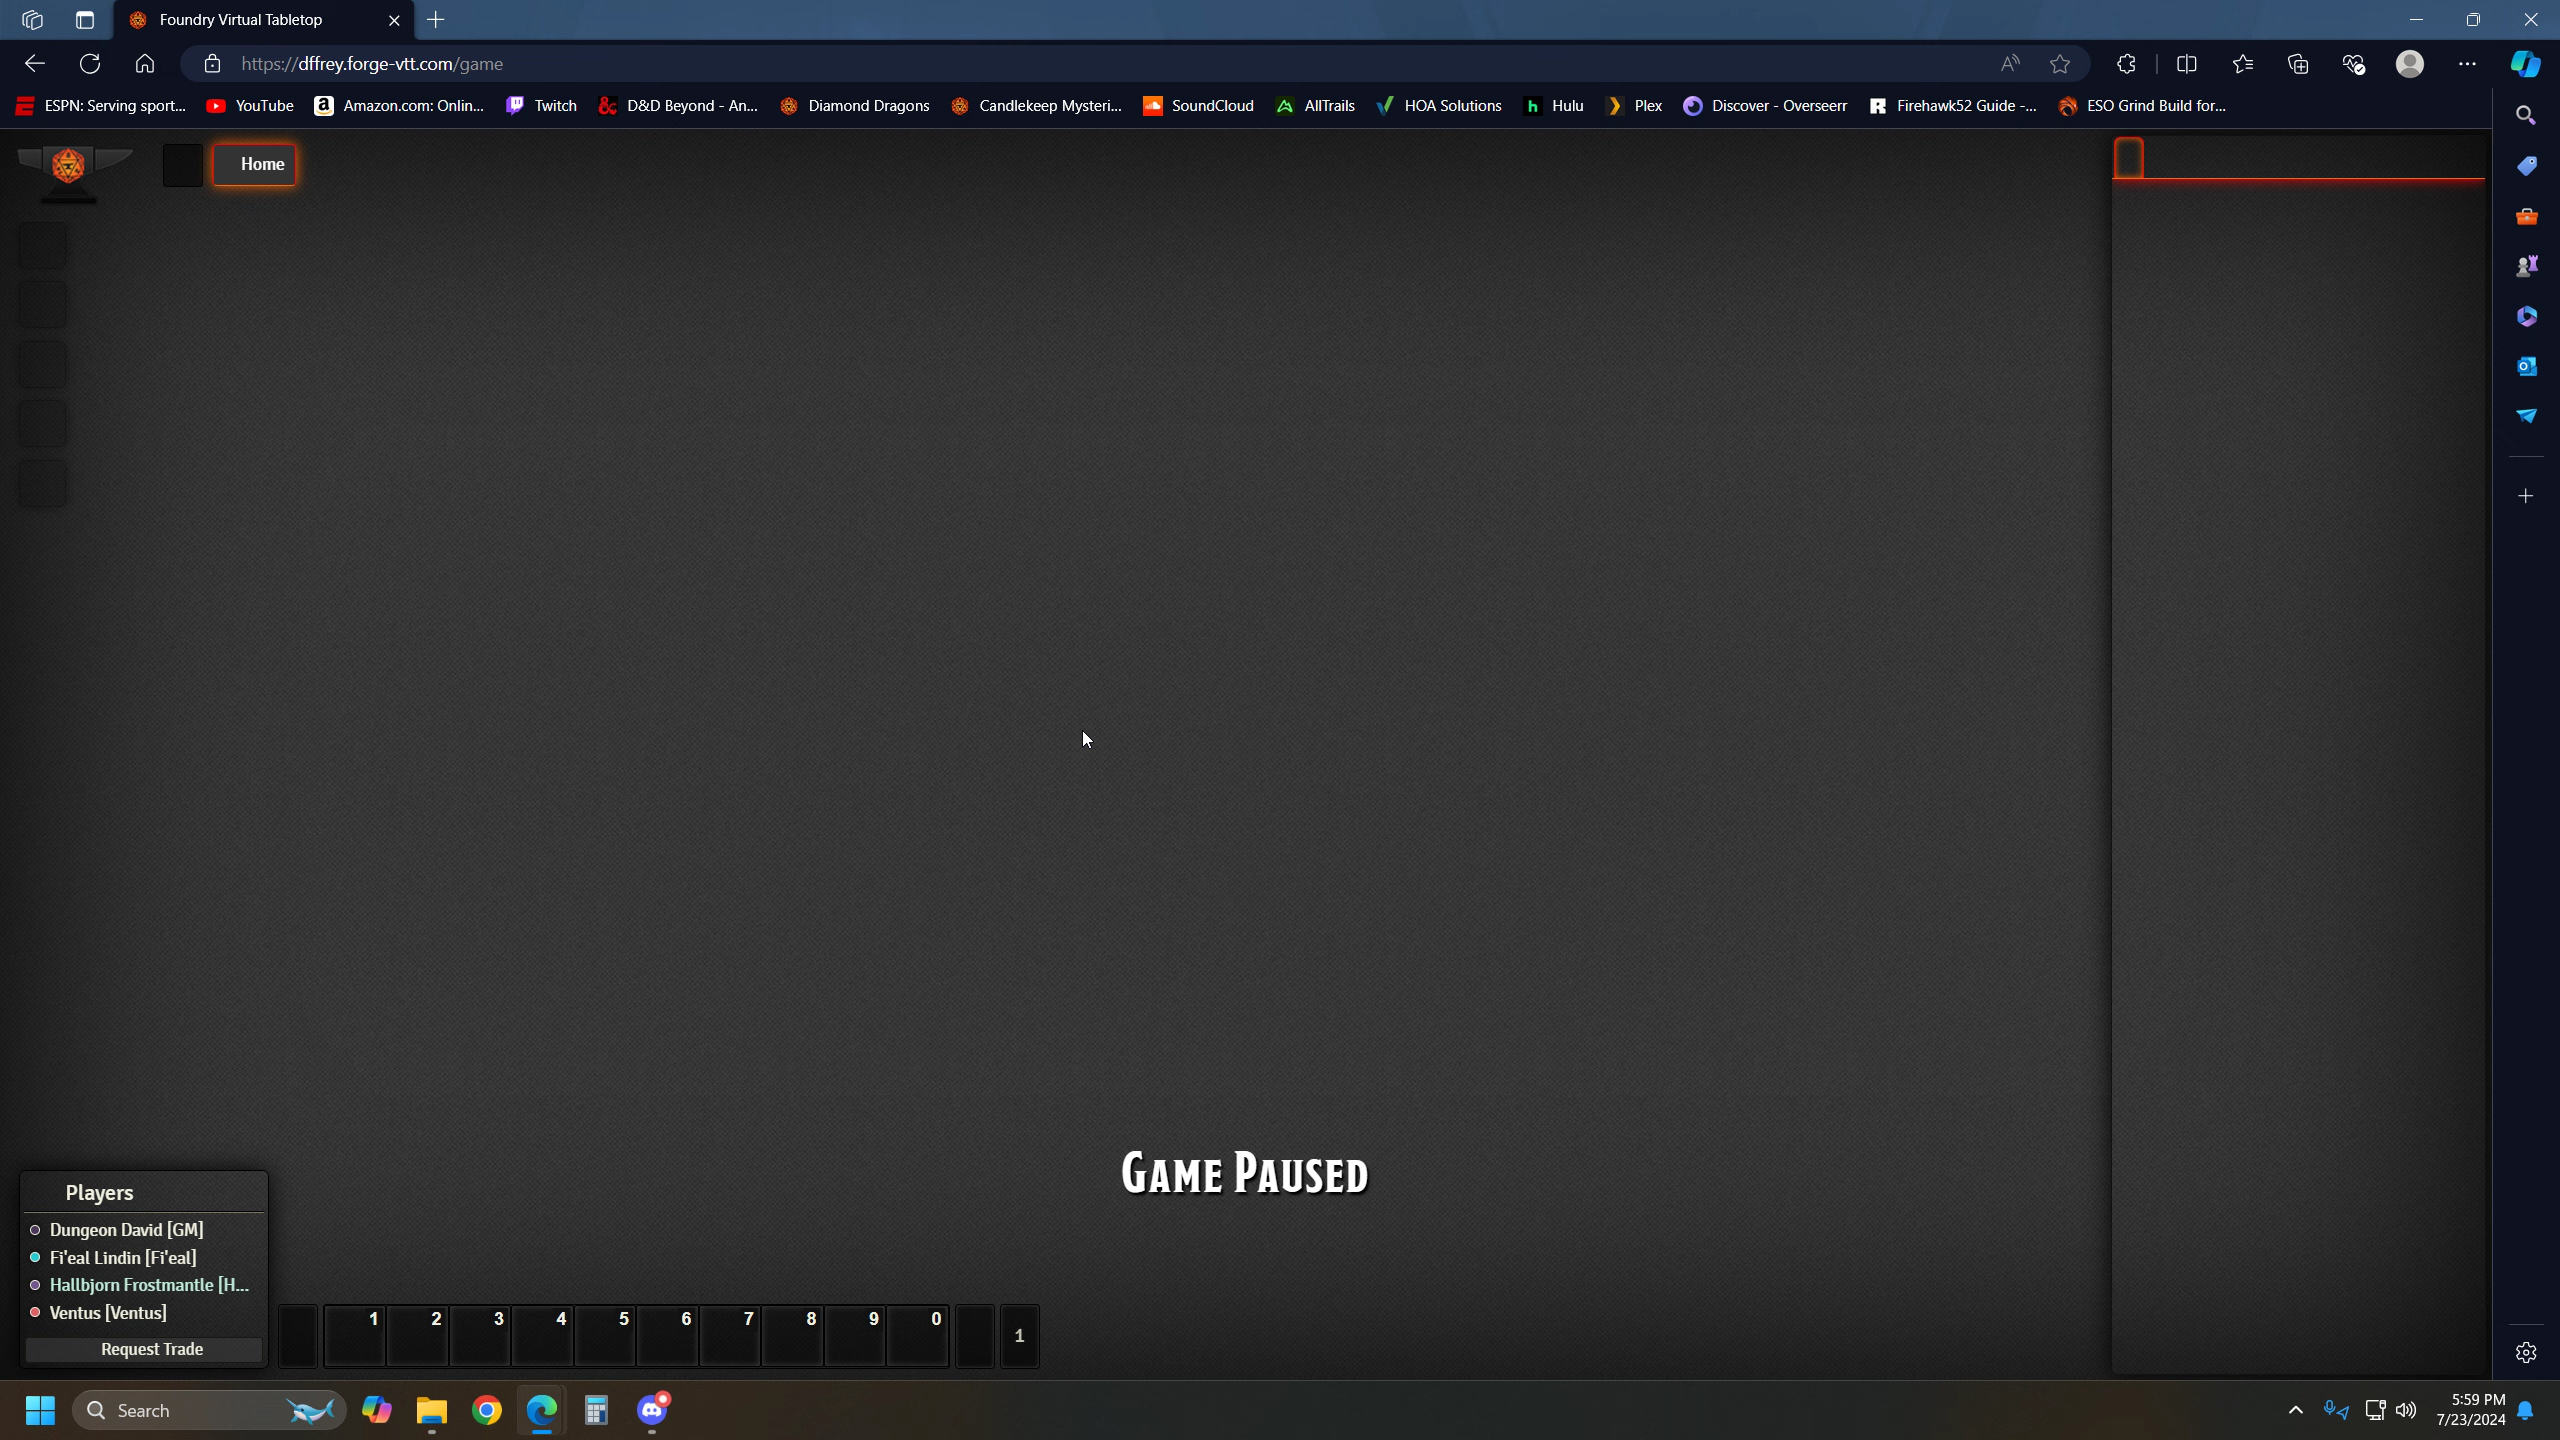 Foundry Virtual Tabletop
https://dffrey.forge-vtt.com/game
ESPN: Serving sport...
YouTube
Amazon.com: Onlin...
Twitch
D&D Beyond - An...
Diamond Dragons
Candlekeep Mysteri...
SoundCloud
AllTrails
HOA Solutions
Hulu
Plex
Discover - Overseerr
Firehawk52 Guide -...
ESO Grind Build for...
Home
GAME PAUSED
Players
Dungeon David [GM]
Fi'eal Lindin [Fi'eal]
Hallbjorn Frostmantle [H...
Ventus [Ventus]
Request Trade
1 2 3 4 5 6 7 8 9 0
1
Search
5:59 PM
7/23/2024